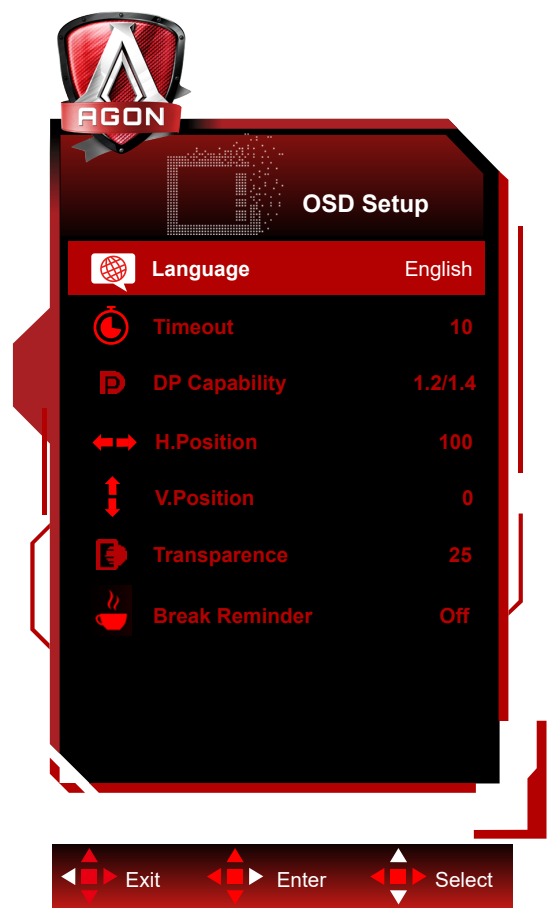 AGON
OSD Setup
Language English
Timeout 10
DP Capability 1.2/1.4
H.Position 100
V.Position 0
Transparence 25
Break Reminder Off
Exit Enter Select